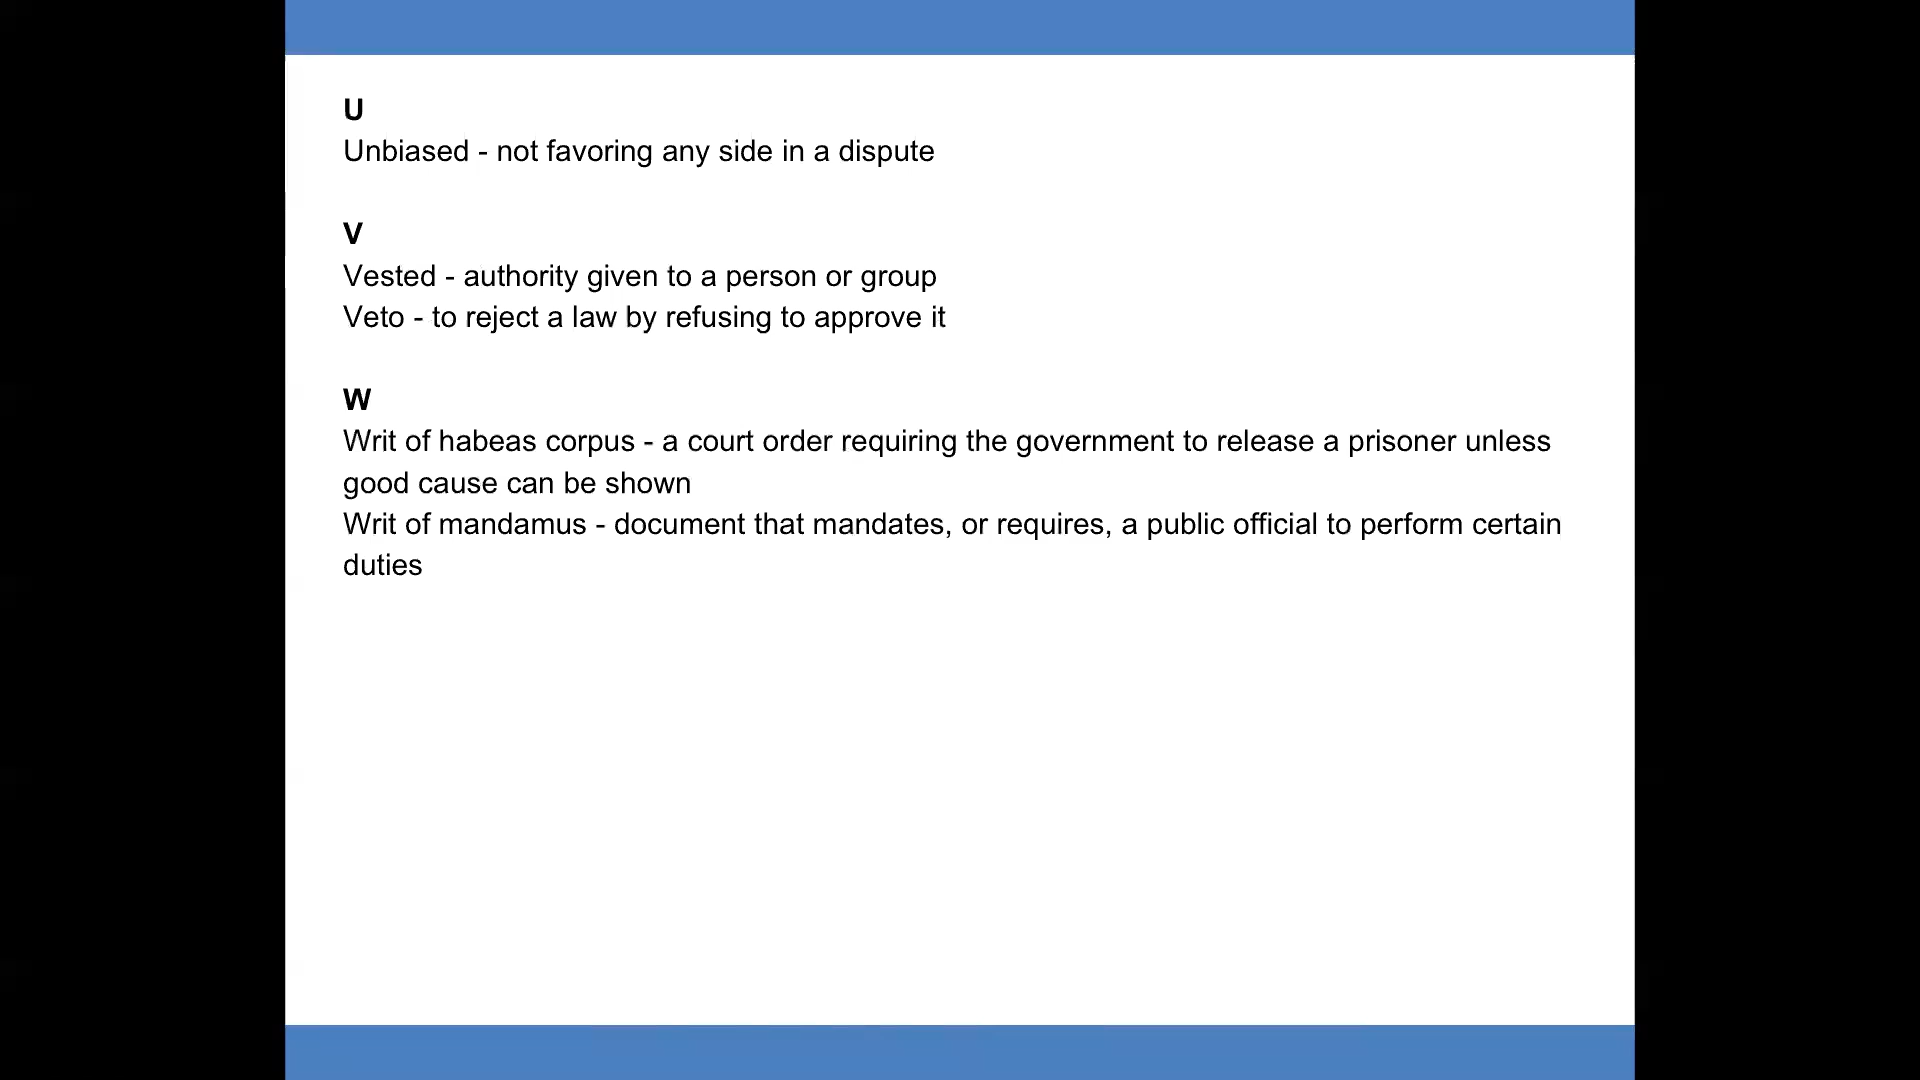 U
Unbiased - not favoring any side in a dispute
V
Vested - authority given to a person or group
Veto - to reject a law by refusing to approve it
W
Writ of habeas corpus - a court order requiring the government to release a prisoner unless
good cause can be shown
Writ of mandamus - document that mandates, or requires, a public official to perform certain
duties